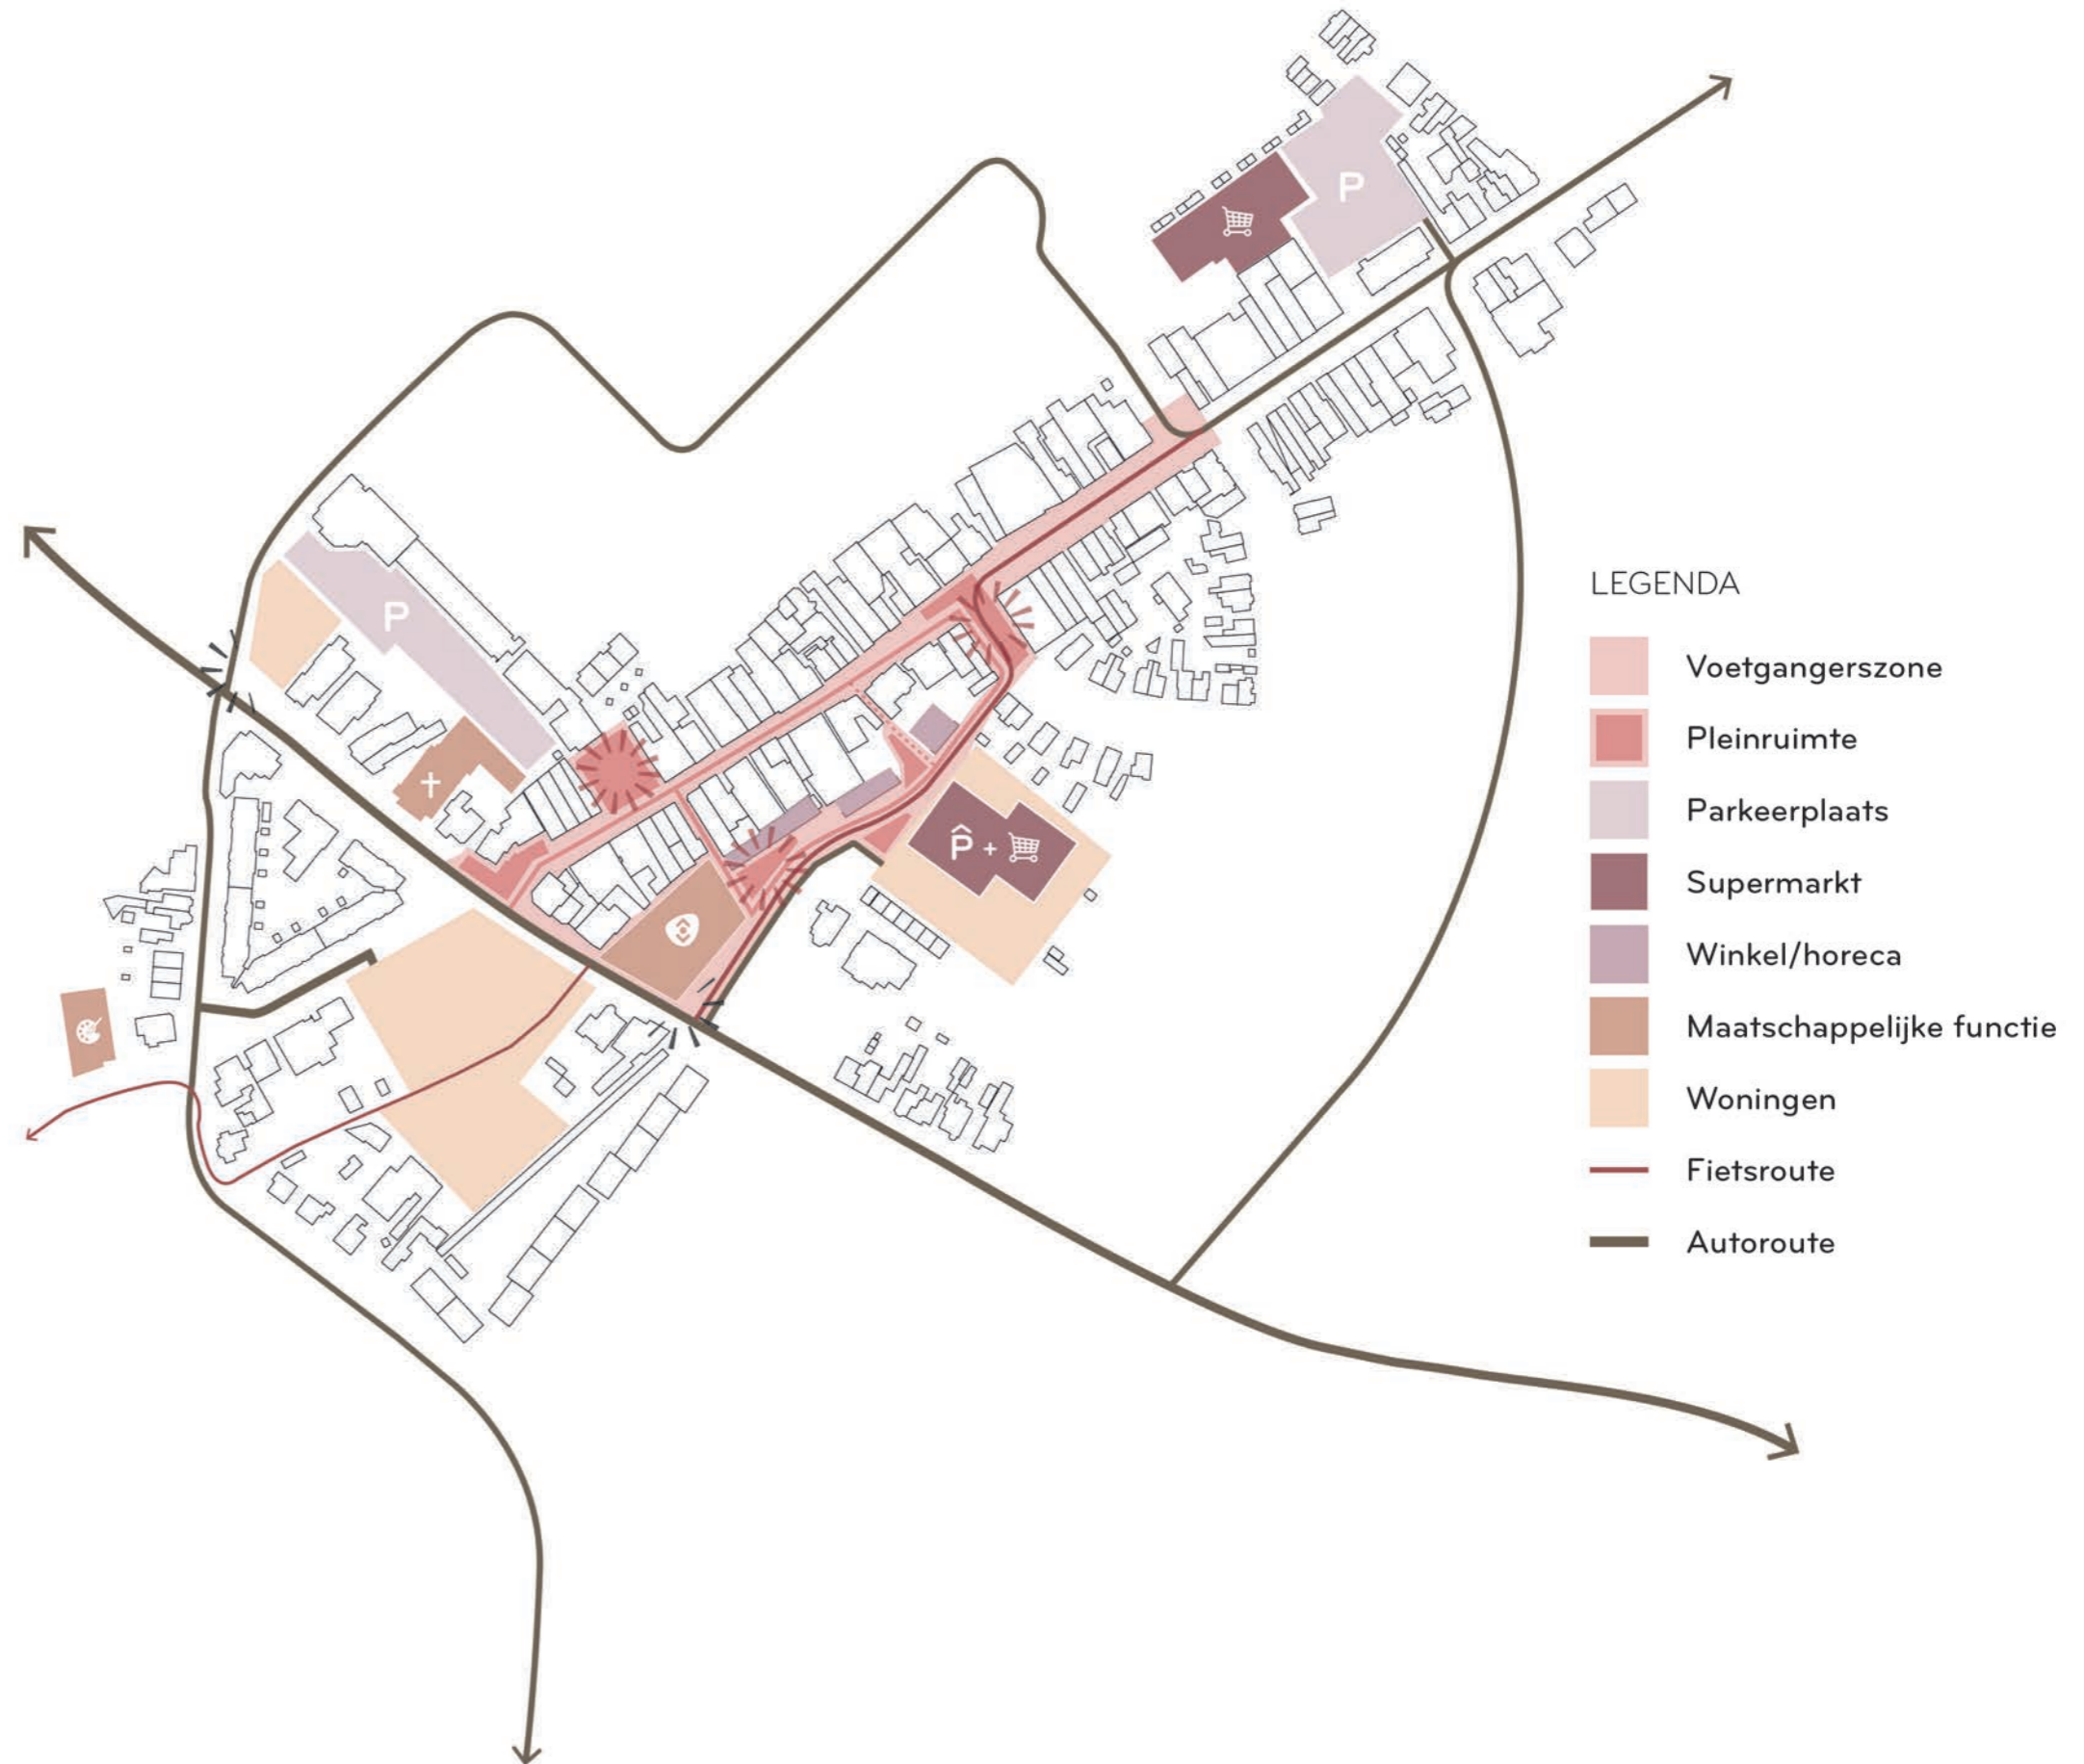 P
P
P̂ +
LEGENDA
Voetgangerszone
Pleinruimte
Parkeerplaats
Supermarkt
Winkel/horeca
Maatschappelijke functie
Woningen
Fietsroute
Autoroute